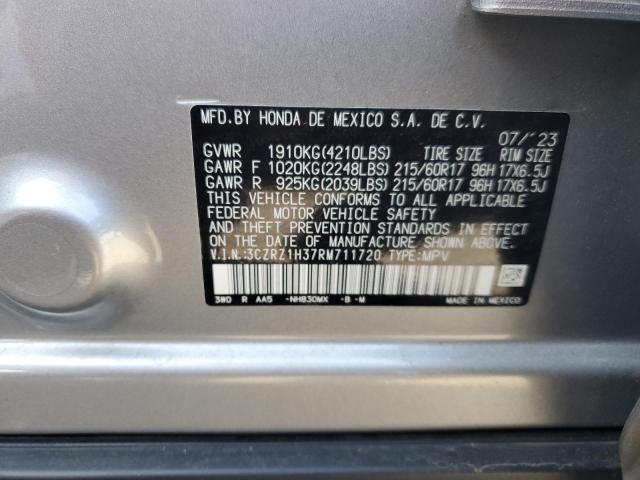 MFD.BY HONDA DE MEXICO S.A. DE C.V.
07/'23
GVWR 1910KG(4210LBS) TIRE SIZE RIM SIZE
GAWR F 1020KG(2248LBS) 215/60R17 96H 17X6.5J
GAWR R 925KG(2039LBS) 215/60R17 96H 17X6.5J
THIS VEHICLE CONFORMS TO ALL APPLICABLE
FEDERAL MOTOR VEHICLE SAFETY
AND THEFT PREVENTION STANDARDS IN EFFECT
ON THE DATE OF MANUFACTURE SHOWN ABOVE.
V.I.N.:3CZRZ1H37RM711720 TYPE:MPV
3W0 R AA5 -NH830MX -B -M MADE IN MEXICO